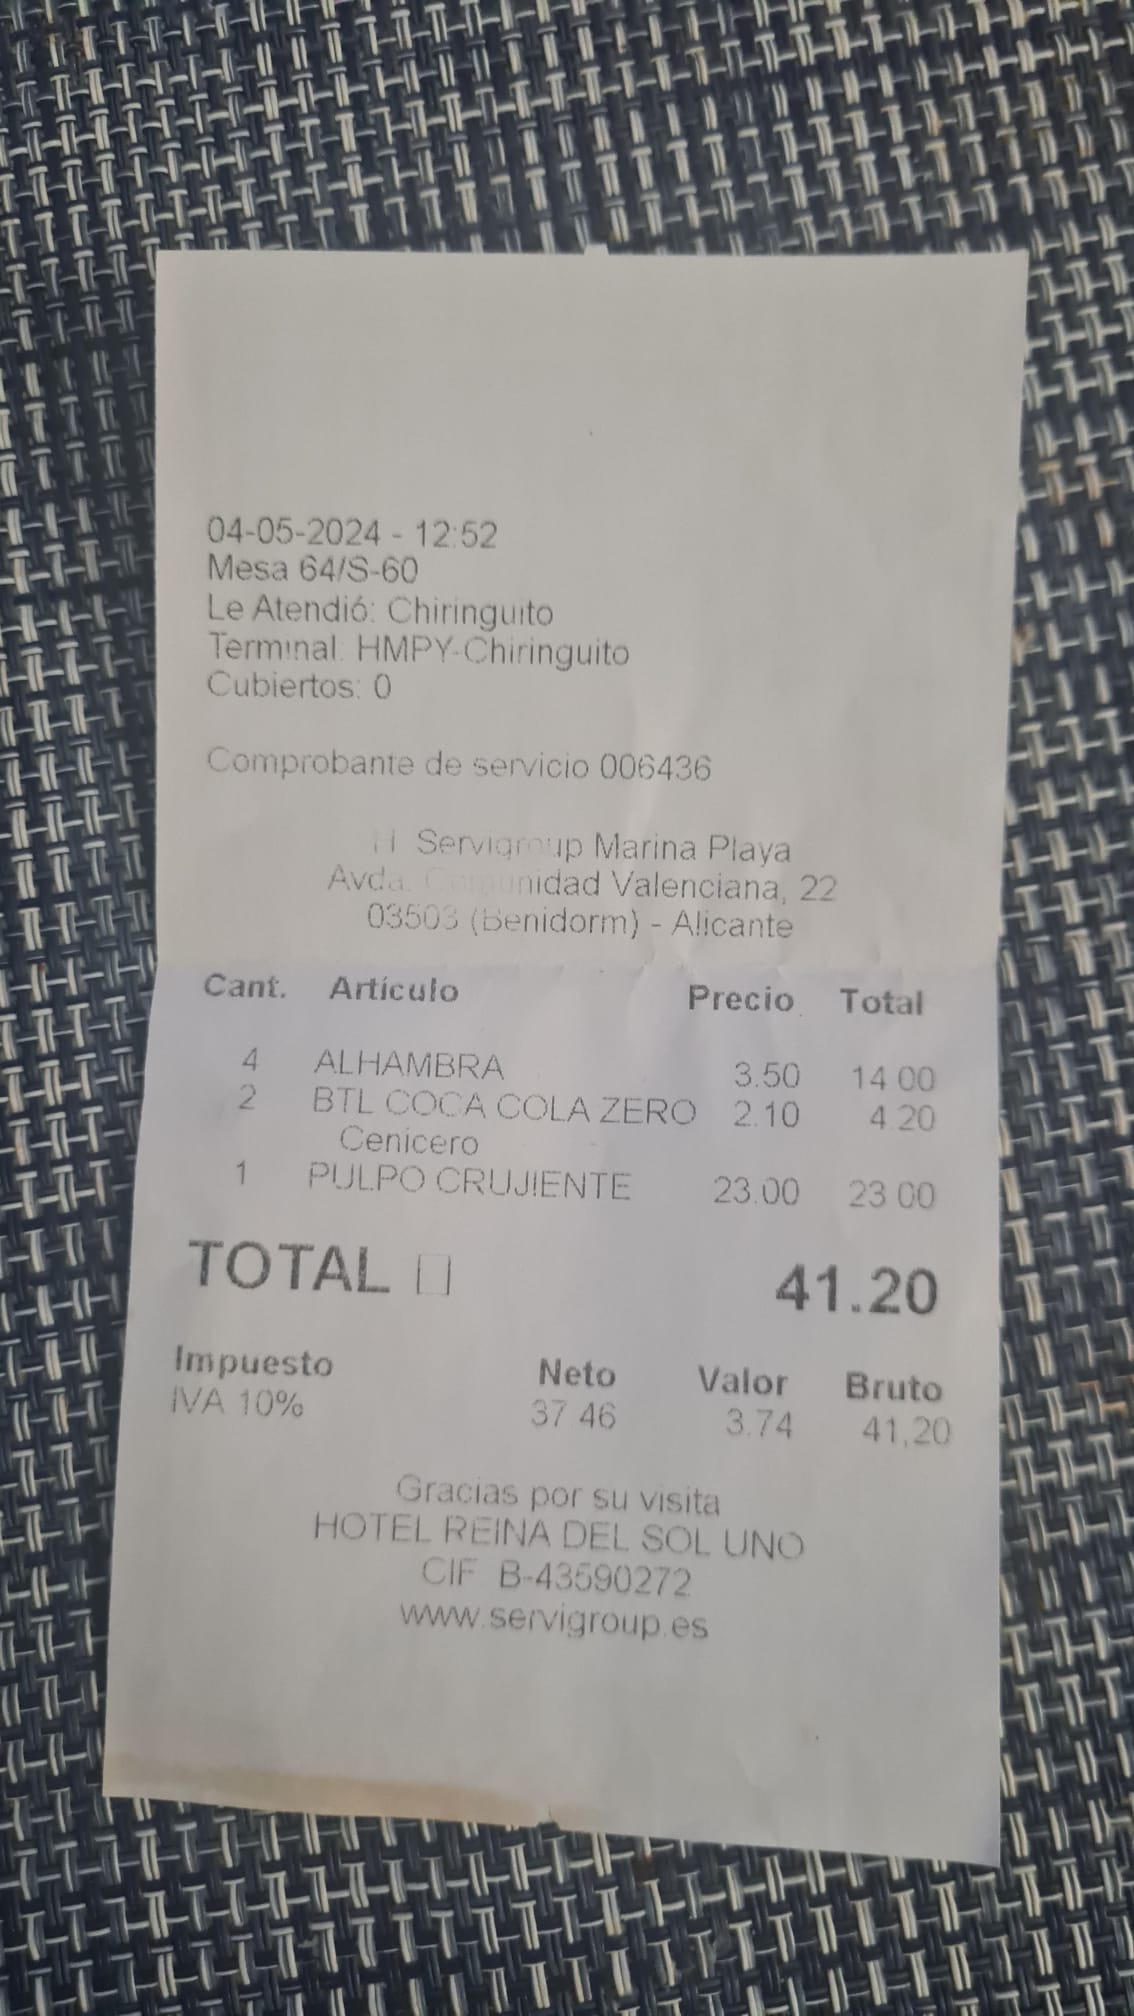 04-05-2024 - 12:52
Mesa 64/S-60
Le Atendió: Chiringuito
Terminal: HMPY-Chiringuito
Cubiertos: 0
Comprobante de servicio 006436
H. Servigroup Marina Playa
Avda. Comunidad Valenciana, 22
03503 (Benidorm) - Alicante
Cant. Artículo Precio Total
4 ALHAMBRA 3.50 14.00
2 BTL COCA COLA ZERO 2.10 4.20
Cenicero
1 PULPO CRUJIENTE 23.00 23.00
TOTAL 41.20
Impuesto Neto Valor Bruto
IVA 10% 37.46 3.74 41,20
Gracias por su visita
HOTEL REINA DEL SOL UNO
CIF B-43590272
www.servigroup.es